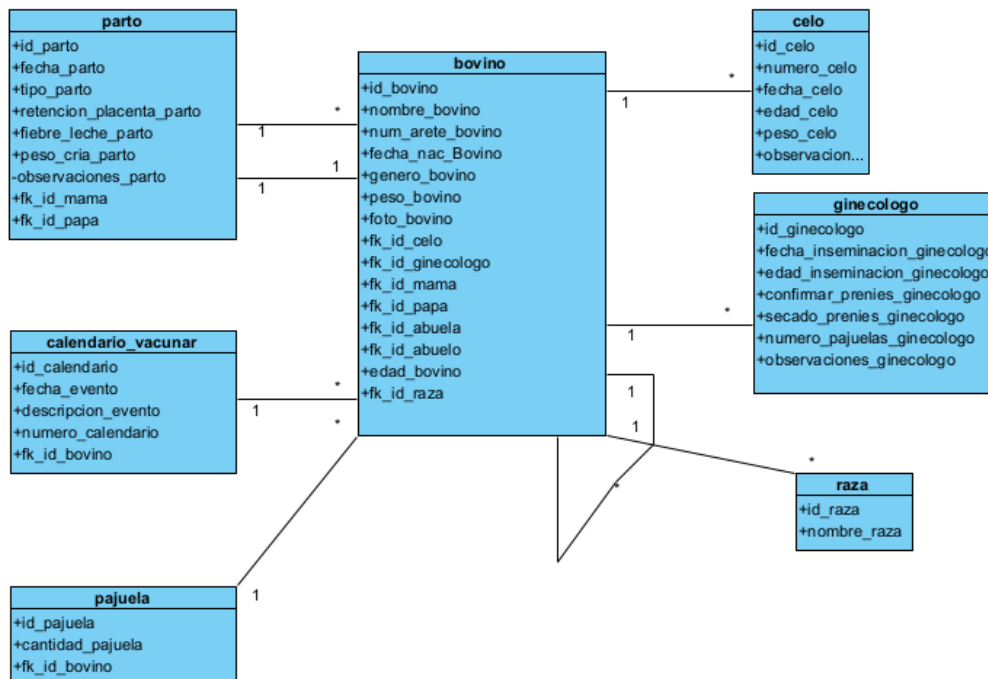 parto
+id_parto
+fecha_parto
+tipo_parto
+retencion_placenta_parto
+fiebre_leche_parto
+peso_cria_parto
-observaciones_parto
+fk_id_mama
+fk_id_papa
*
1
1
1
bovino
+id_bovino
+nombre_bovino
+num_arete_bovino
+fecha_nac_Bovino
+genero_bovino
+peso_bovino
+foto_bovino
+fk_id_celo
+fk_id_ginecologo
+fk_id_mama
+fk_id_papa
+fk_id_abuela
+fk_id_abuelo
+edad_bovino
+fk_id_raza
celo
+id_celo
+numero_celo
+fecha_celo
+edad_celo
+peso_celo
+observacion...
*
1
ginecologo
+id_ginecologo
+fecha_inseminacion_ginecologo
+edad_inseminacion_ginecologo
+confirmar_prenies_ginecologo
+secado_prenies_ginecologo
+numero_pajuelas_ginecologo
+observaciones_ginecologo
*
1
calendario_vacunar
+id_calendario
+fecha_evento
+descripcion_evento
+numero_calendario
+fk_id_bovino
*
1
*
1
1
*
*
raza
+id_raza
+nombre_raza
pajuela
+id_pajuela
+cantidad_pajuela
+fk_id_bovino
1